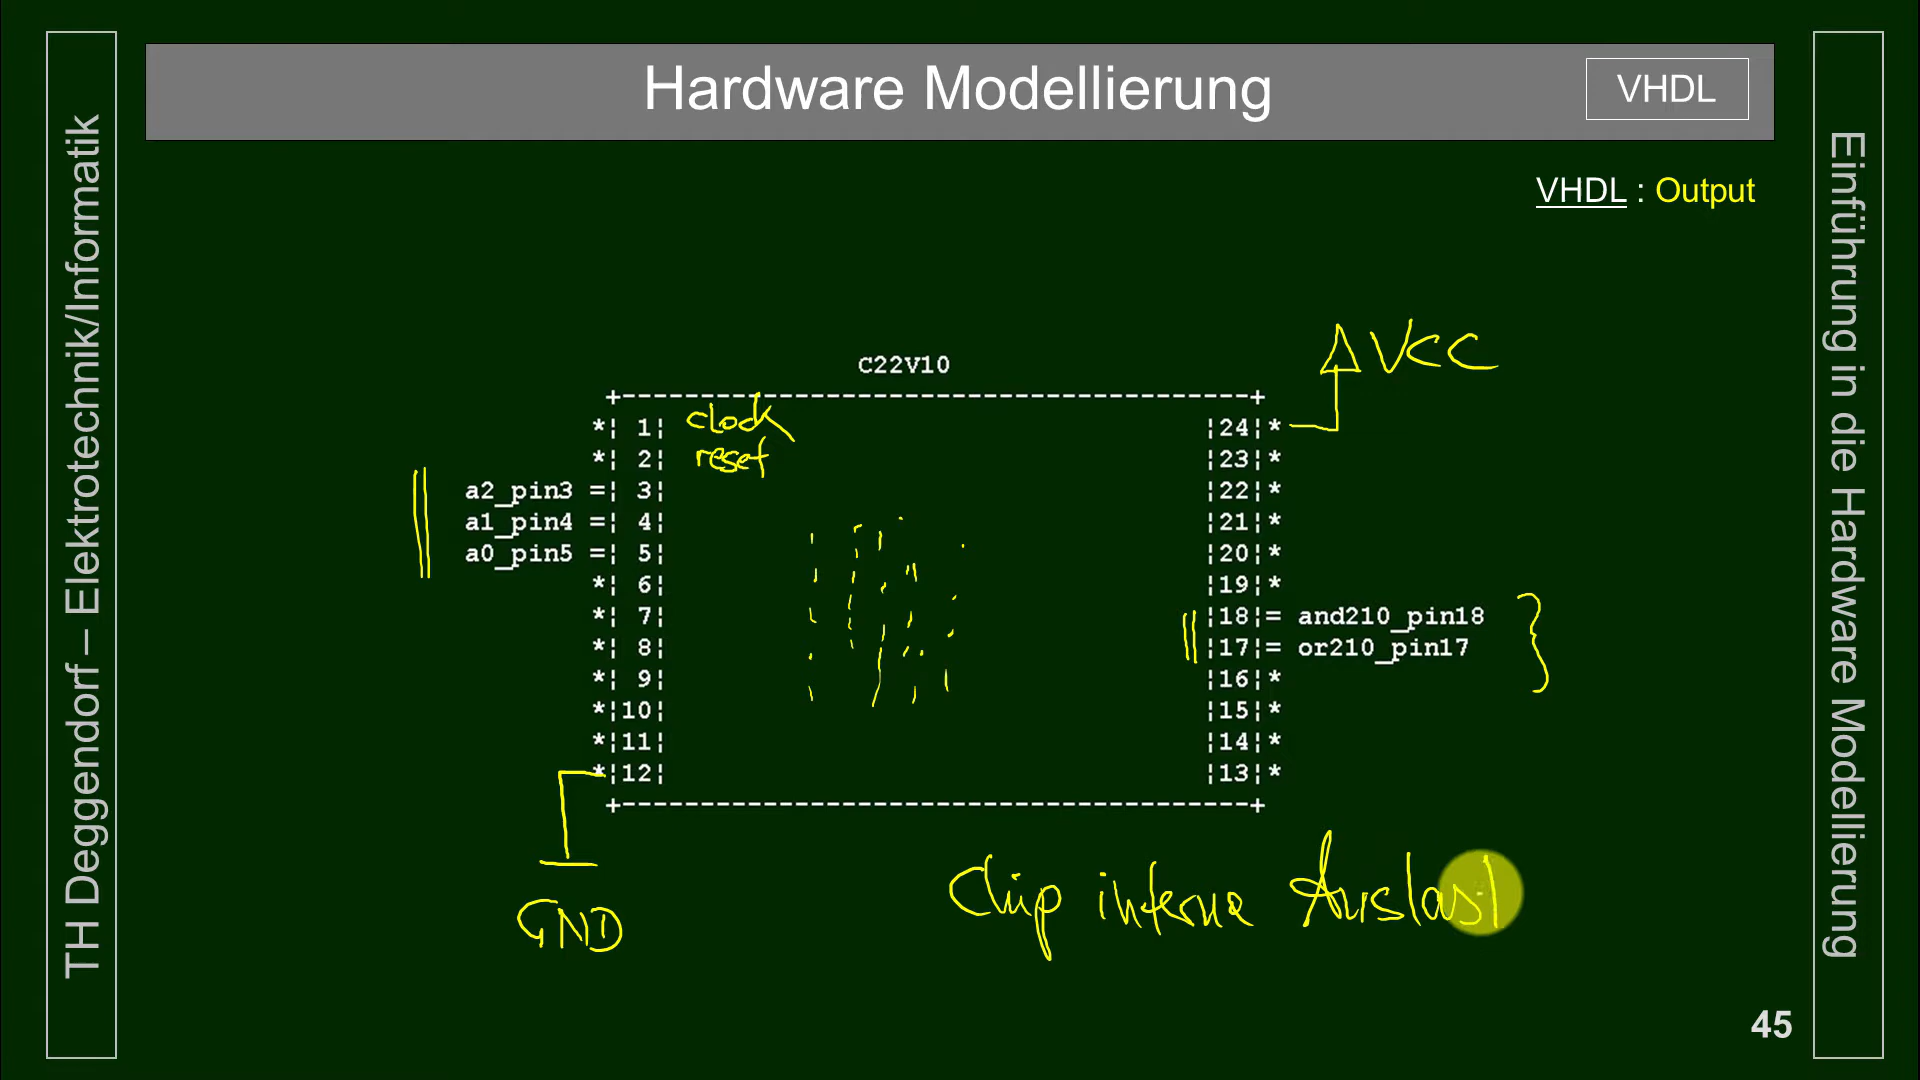 Hardware Modellierung
VHDL
TH Deggendorf – Elektrotechnik/Informatik
Einführung in die Hardware Modellierung
VHDL : Output
VCC
C22V10
+----------------------------------------+
*¦ 1¦ clock ¦24¦*
*¦ 2¦ reset ¦23¦*
a2_pin3 =¦ 3¦ ¦22¦*
a1_pin4 =¦ 4¦ ¦21¦*
a0_pin5 =¦ 5¦ ¦20¦*
*¦ 6¦ ¦19¦*
*¦ 7¦ ¦18¦= and210_pin18
*¦ 8¦ ¦17¦= or210_pin17
*¦ 9¦ ¦16¦*
*¦10¦ ¦15¦*
*¦11¦ ¦14¦*
*¦12¦ ¦13¦*
+----------------------------------------+
GND
Chip interne Auslast
45